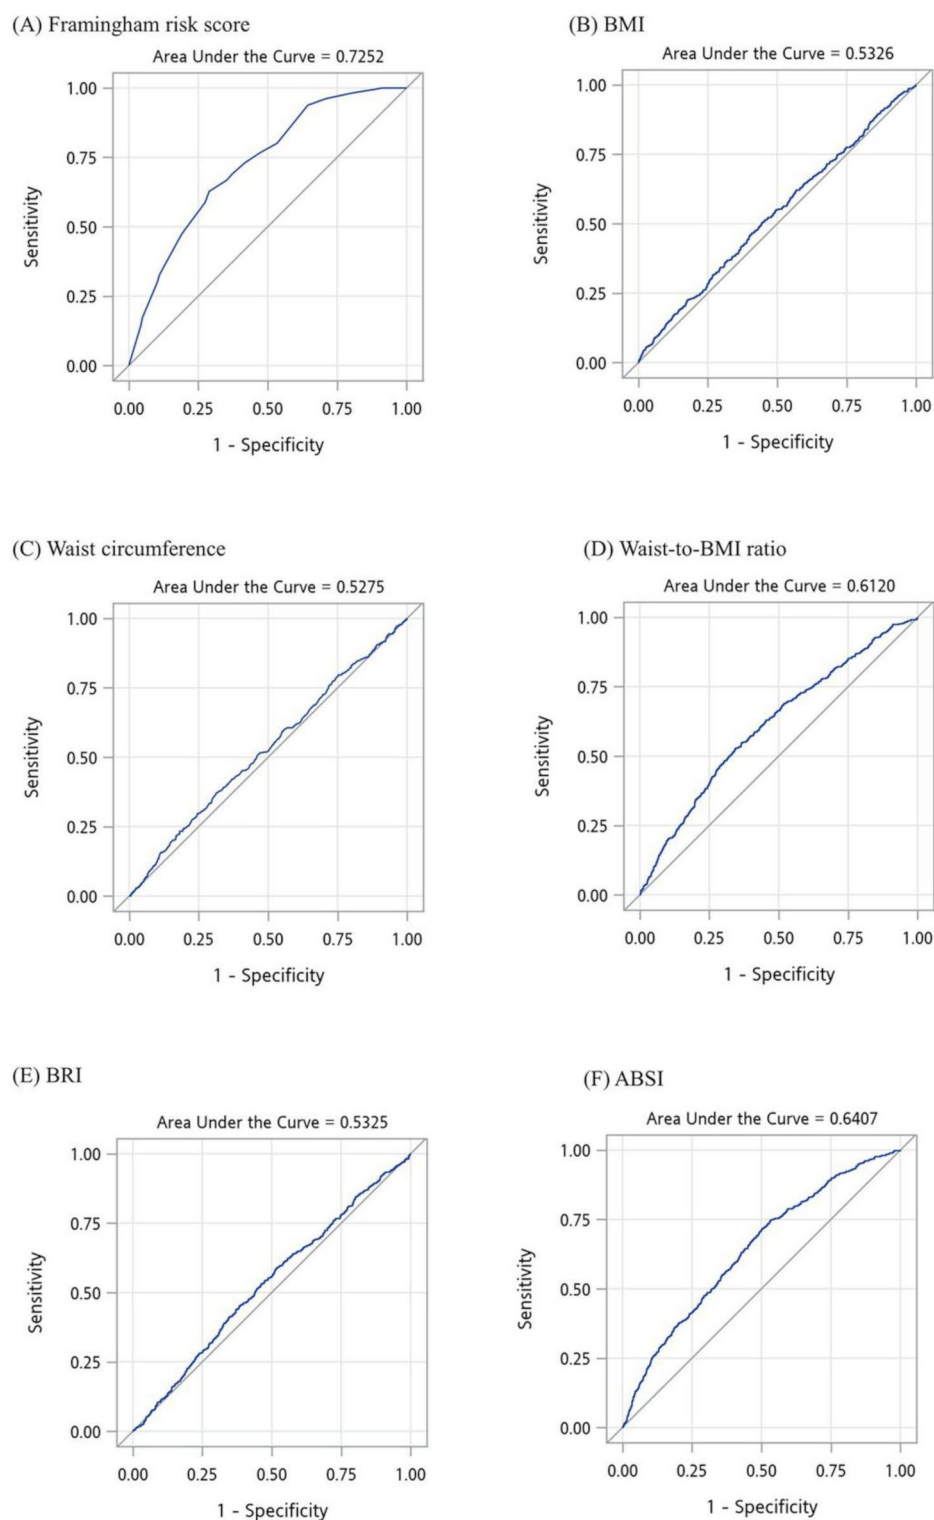 (A) Framingham risk score
Area Under the Curve = 0.7252
1.00
0.75
0.50
0.25
0.00
Sensitivity
0.00 0.25 0.50 0.75 1.00
1 - Specificity
(B) BMI
Area Under the Curve = 0.5326
1.00
0.75
0.50
0.25
0.00
Sensitivity
0.00 0.25 0.50 0.75 1.00
1 - Specificity
(C) Waist circumference
Area Under the Curve = 0.5275
1.00
0.75
0.50
0.25
0.00
Sensitivity
0.00 0.25 0.50 0.75 1.00
1 - Specificity
(D) Waist-to-BMI ratio
Area Under the Curve = 0.6120
1.00
0.75
0.50
0.25
0.00
Sensitivity
0.00 0.25 0.50 0.75 1.00
1 - Specificity
(E) BRI
Area Under the Curve = 0.5325
1.00
0.75
0.50
0.25
0.00
Sensitivity
0.00 0.25 0.50 0.75 1.00
1 - Specificity
(F) ABSI
Area Under the Curve = 0.6407
1.00
0.75
0.50
0.25
0.00
Sensitivity
0.00 0.25 0.50 0.75 1.00
1 - Specificity